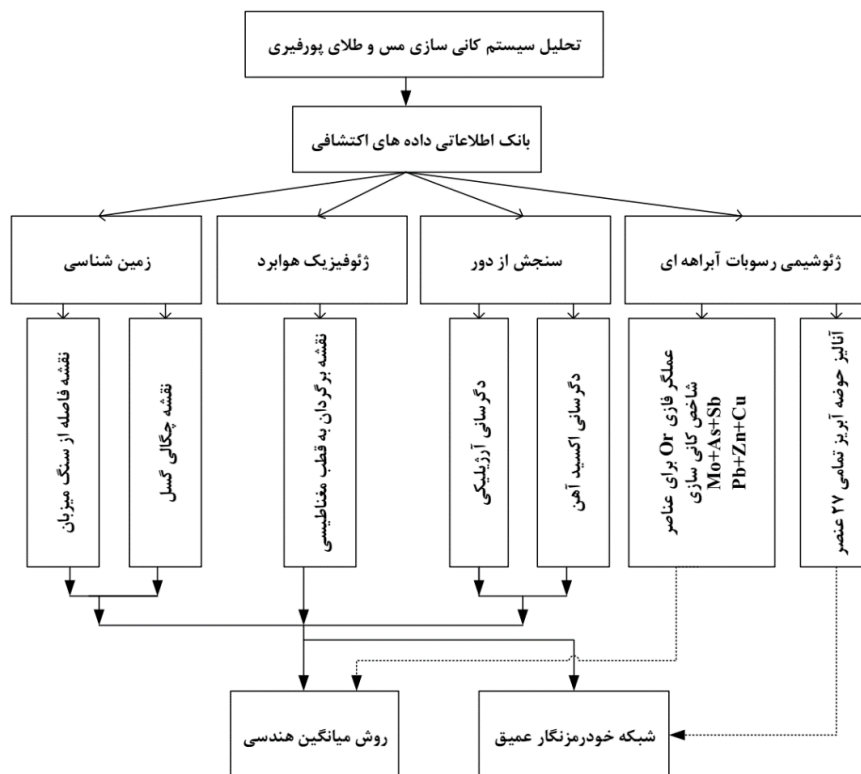 تحلیل سیستم کانی سازی مس و طلای پورفیری
بانک اطلاعاتی داده های اکتشافی
ژئوشیمی رسوبات آبراهه ای
سنجش از دور
ژئوفیزیک هوابرد
زمین شناسی
آنالیز حوضه آبریز تمامی ۲۷ عنصر
عملگر فازی Or برای عناصر
شاخص کانی سازی
Mo+As+Sb
Pb+Zn+Cu
دگرسانی اکسید آهن
دگرسانی آرژیلیکی
نقشه برگردان به قطب مغناطیسی
نقشه چگالی گسل
نقشه فاصله از سنگ میزبان
شبکه خودرمزنگار عمیق
روش میانگین هندسی